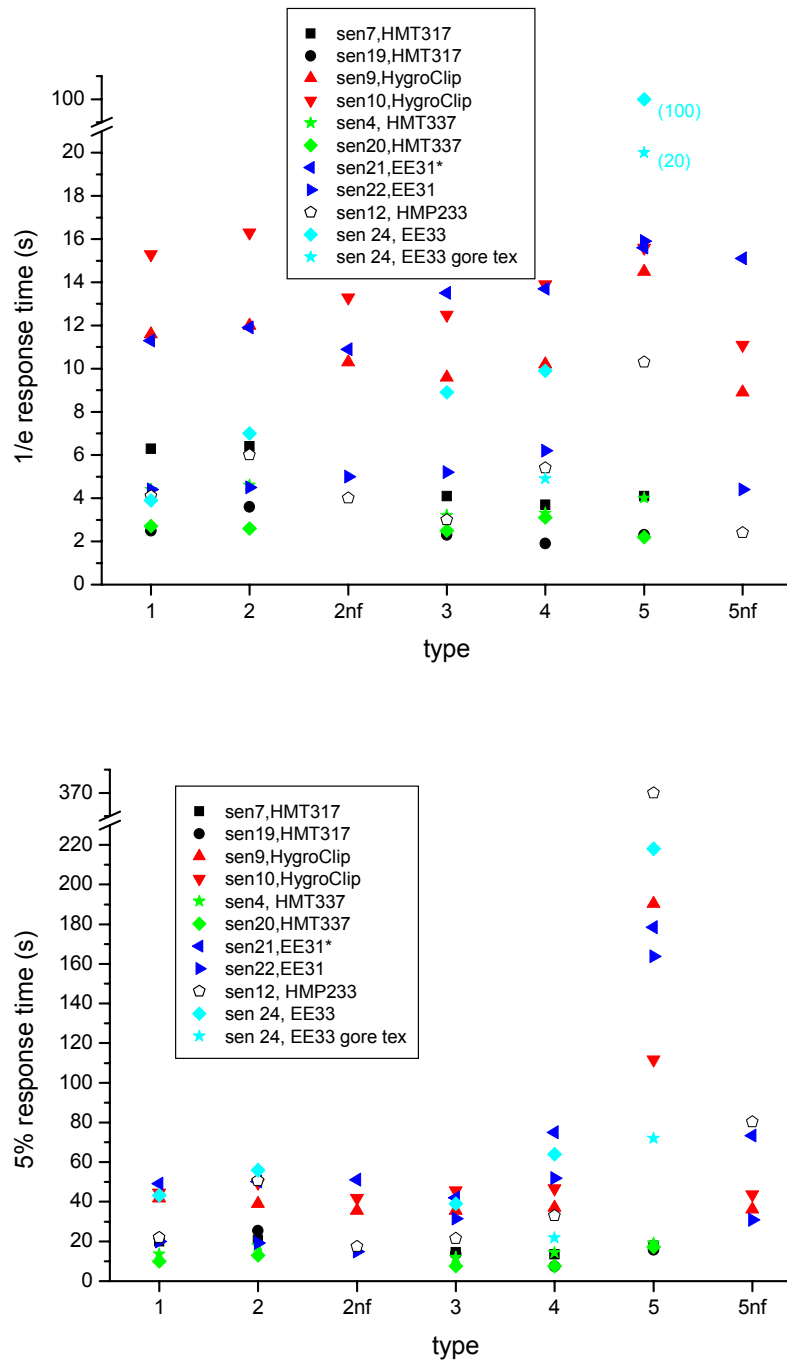 sen7,HMT317
sen19,HMT317
sen9,HygroClip
sen10,HygroClip
sen4, HMT337
sen20,HMT337
sen21,EE31*
sen22,EE31
sen12, HMP233
sen 24, EE33
sen 24, EE33 gore tex
100
(100)
20
(20)
18
16
14
12
10
8
6
4
2
0
1/e response time (s)
1 2 2nf 3 4 5 5nf
type
370
sen7,HMT317
sen19,HMT317
sen9,HygroClip
sen10,HygroClip
sen4, HMT337
sen20,HMT337
sen21,EE31*
sen22,EE31
sen12, HMP233
sen 24, EE33
sen 24, EE33 gore tex
220
200
180
160
140
120
100
80
60
40
20
0
5% response time (s)
1 2 2nf 3 4 5 5nf
type